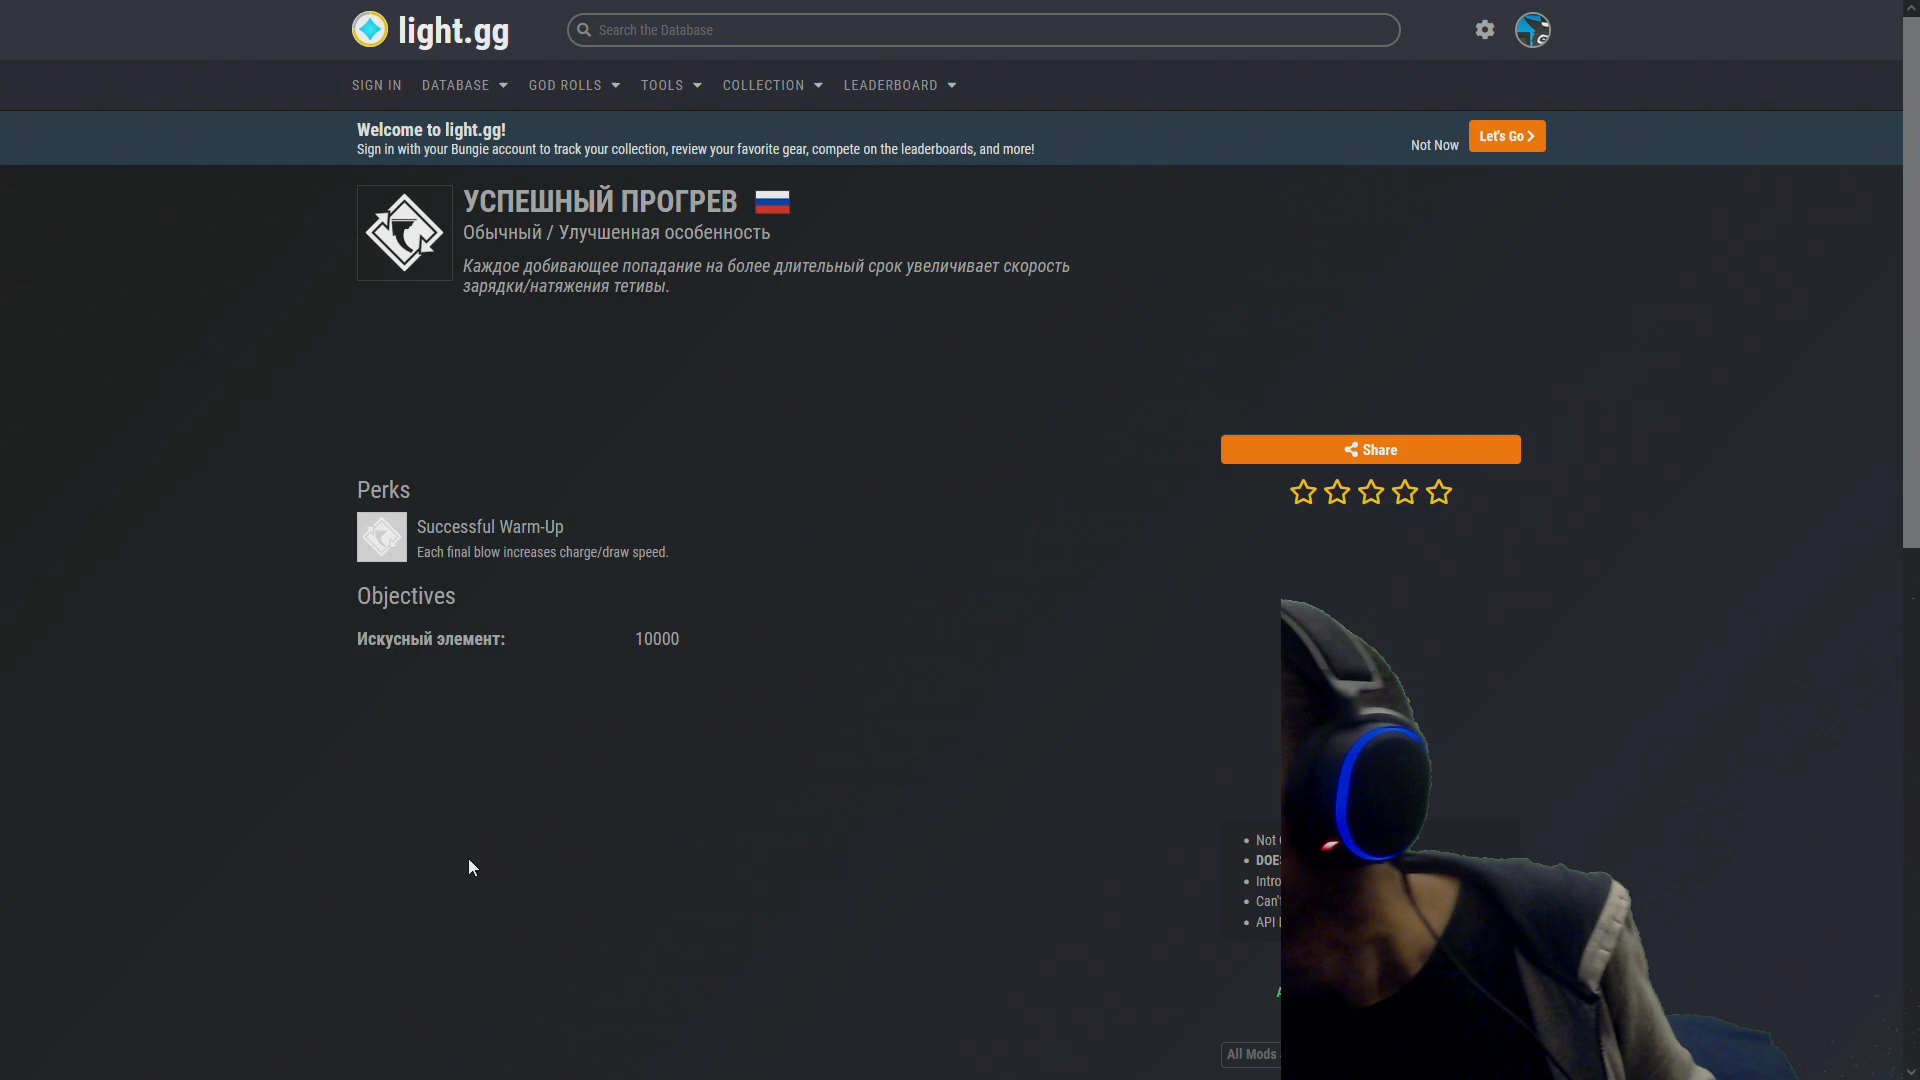 light.gg
Search the Database
SIGN IN DATABASE GOD ROLLS TOOLS COLLECTION LEADERBOARD
Welcome to light.gg!
Sign in with your Bungie account to track your collection, review your favorite gear, compete on the leaderboards, and more!
Not Now
Let's Go
УСПЕШНЫЙ ПРОГРЕВ
Обычный / Улучшенная особенность
Каждое добивающее попадание на более длительный срок увеличивает скорость
зарядки/натяжения тетивы.
Share
Perks
Successful Warm-Up
Each final blow increases charge/draw speed.
Objectives
Искусный элемент: 10000
Not
API
All Mods